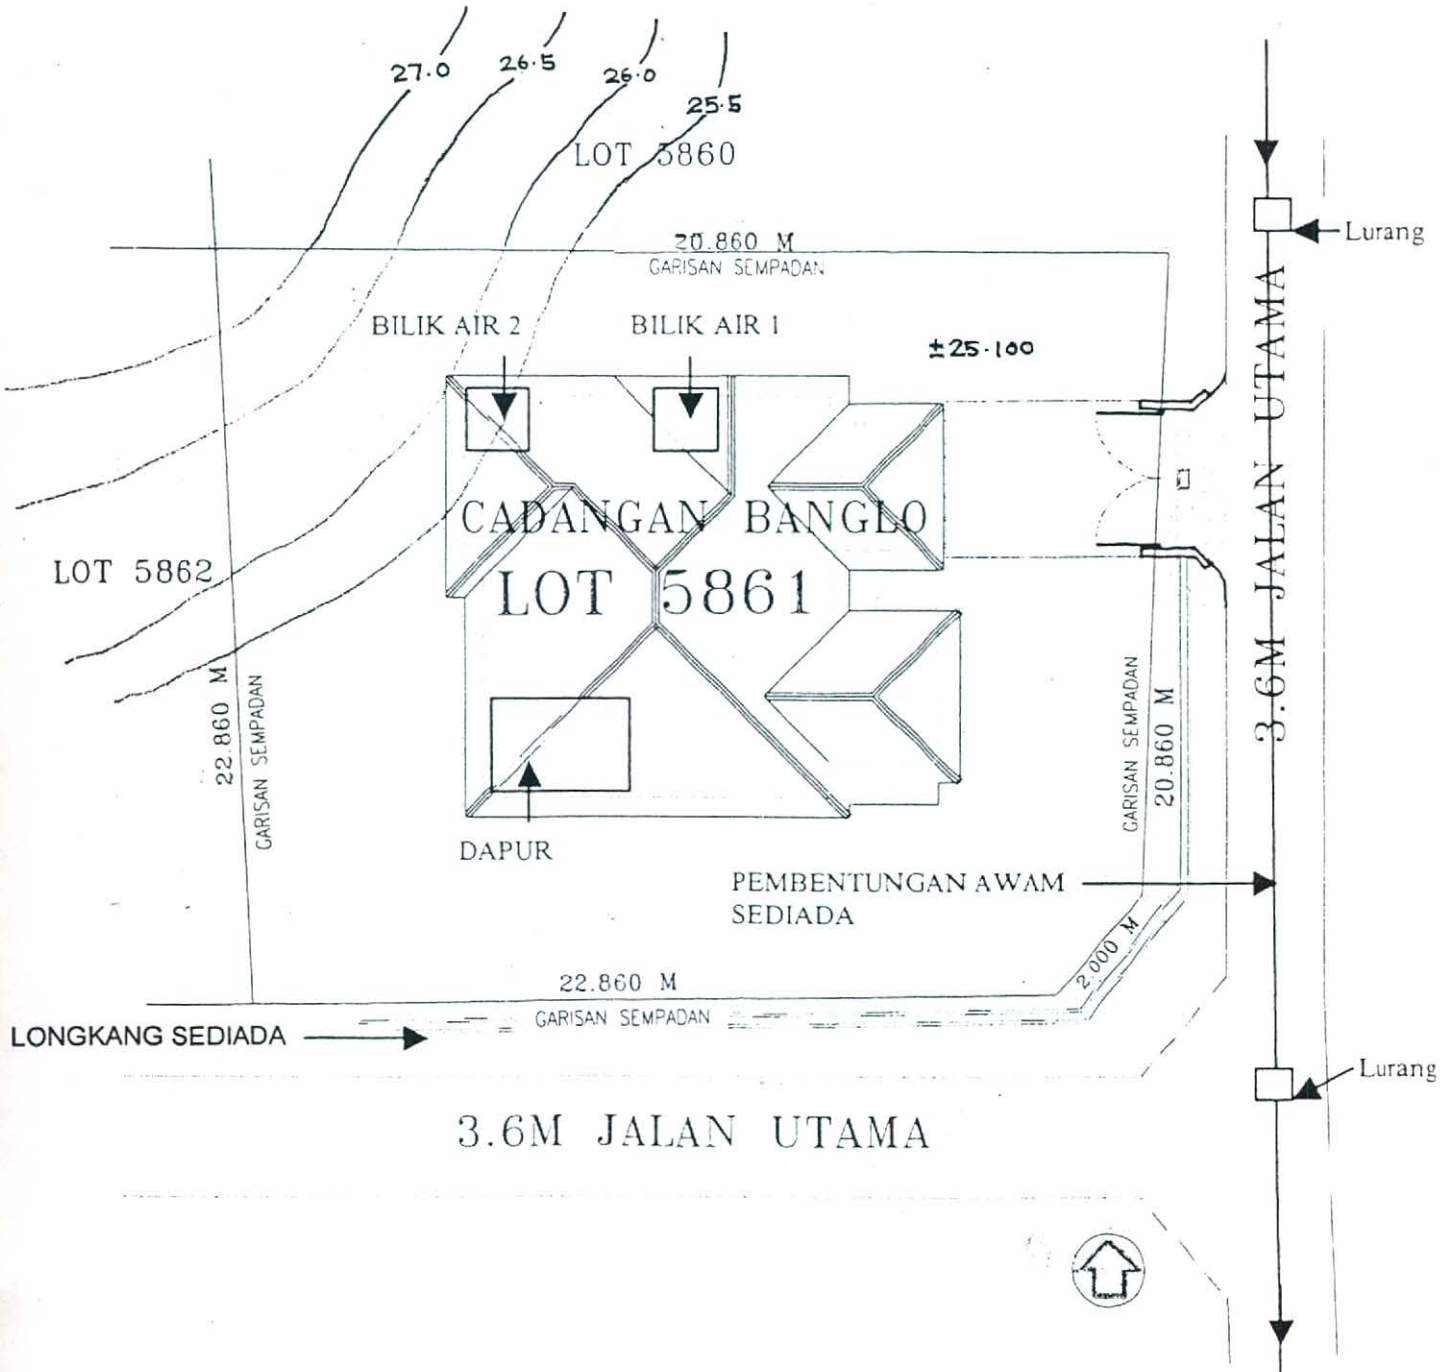 27.0
26.5
26.0
25.5
LOT 5860
20.860 M
GARISAN SEMPADAN
Lurang
BILIK AIR 2
BILIK AIR 1
±25.100
3.6M JALAN UTAMA
CADANGAN BANGLO
LOT 5861
LOT 5862
22.860 M
GARISAN SEMPADAN
GARISAN SEMPADAN
20.860 M
DAPUR
PEMBENTUNGAN AWAM
SEDIADA
2.000 M
22.860 M
GARISAN SEMPADAN
LONGKANG SEDIADA
Lurang
3.6M JALAN UTAMA